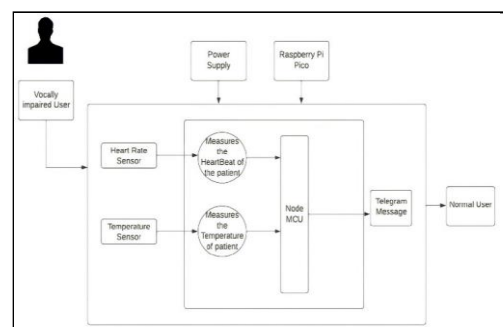 Power
Supply
Raspberry Pi
Pico
Vocally
impaired User
Heart Rate
Sensor
Measures
the
HeartBeat of
the patient
Node
MCU
Telegram
Message
Normal User
Temperature
Sensor
Measures
the
Temperature
of patient